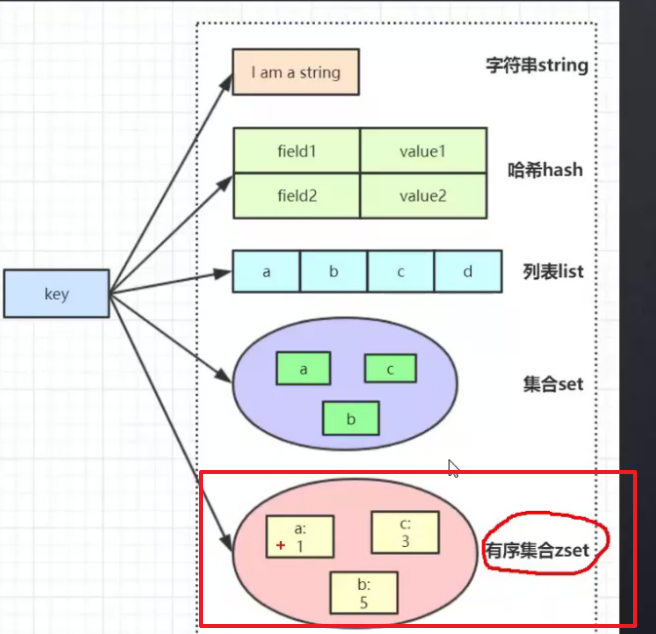 I am a string
字符串string
field1
value1
field2
value2
哈希hash
key
a
b
c
d
列表list
a
c
b
集合set
a:
+ 1
c:
3
b:
5
有序集合zset